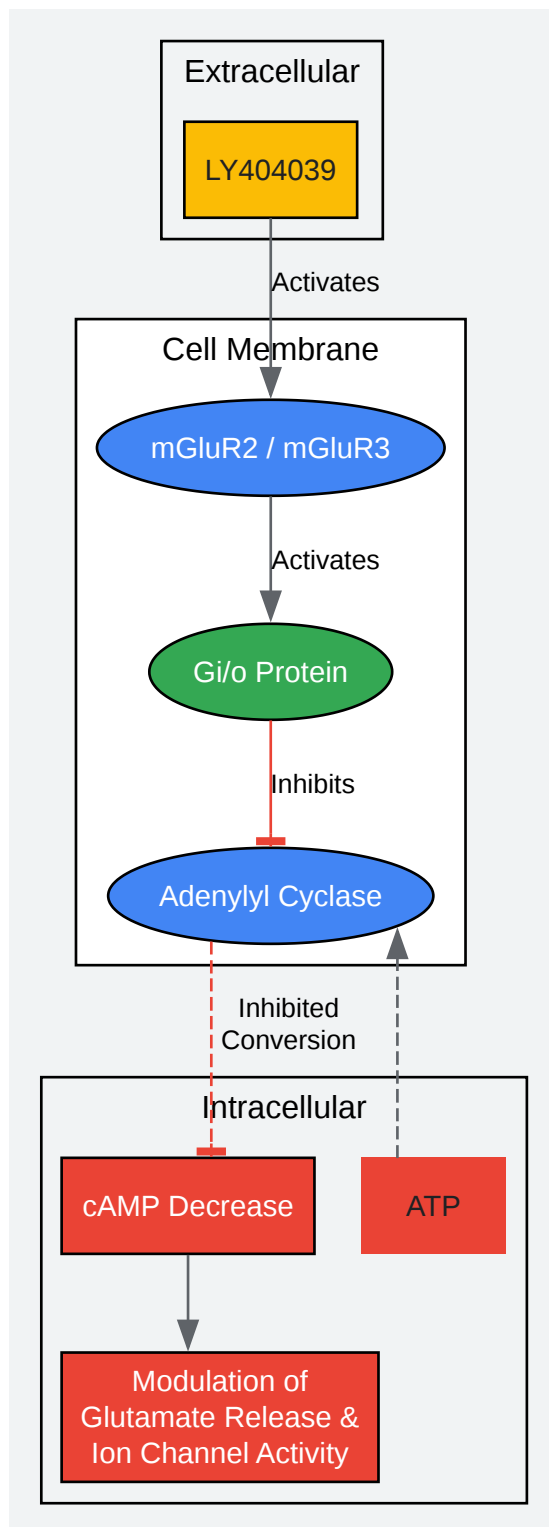 Extracellular
LY404039
Activates
Cell Membrane
mGluR2 / mGluR3
Activates
Gi/o Protein
Inhibits
Adenylyl Cyclase
Inhibited
Conversion
Intracellular
cAMP Decrease
ATP
Modulation of
Glutamate Release &
Ion Channel Activity